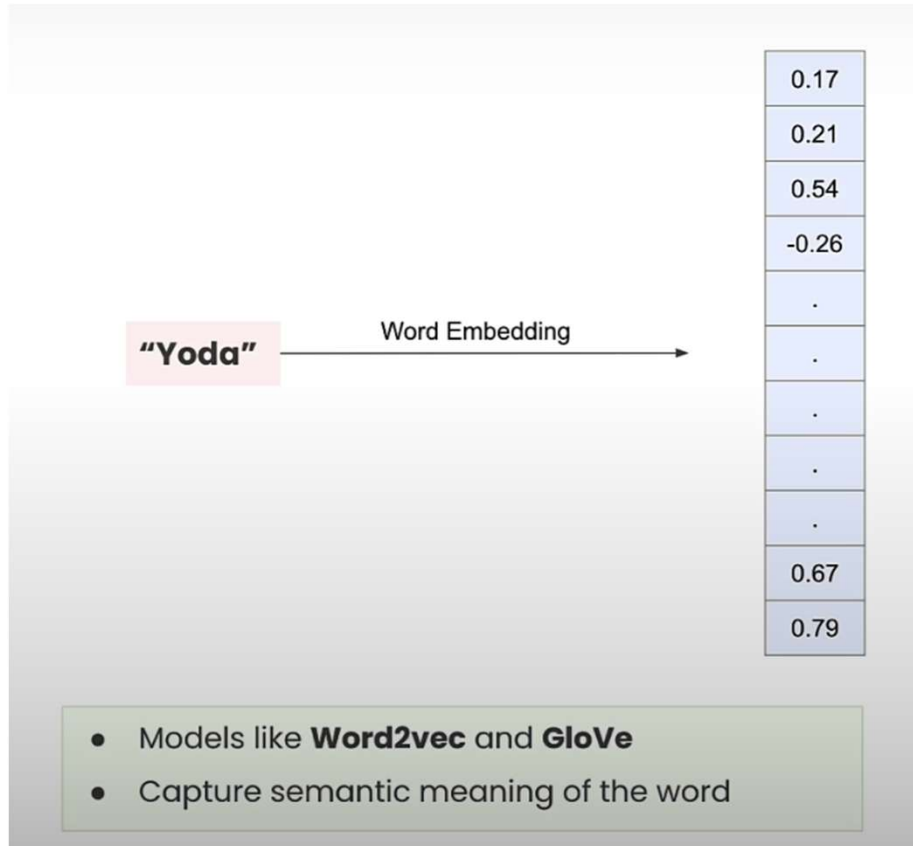 0.17
0.21
0.54
-0.26
.
“Yoda”
Word Embedding
.
.
.
.
0.67
0.79
● Models like Word2vec and GloVe
● Capture semantic meaning of the word